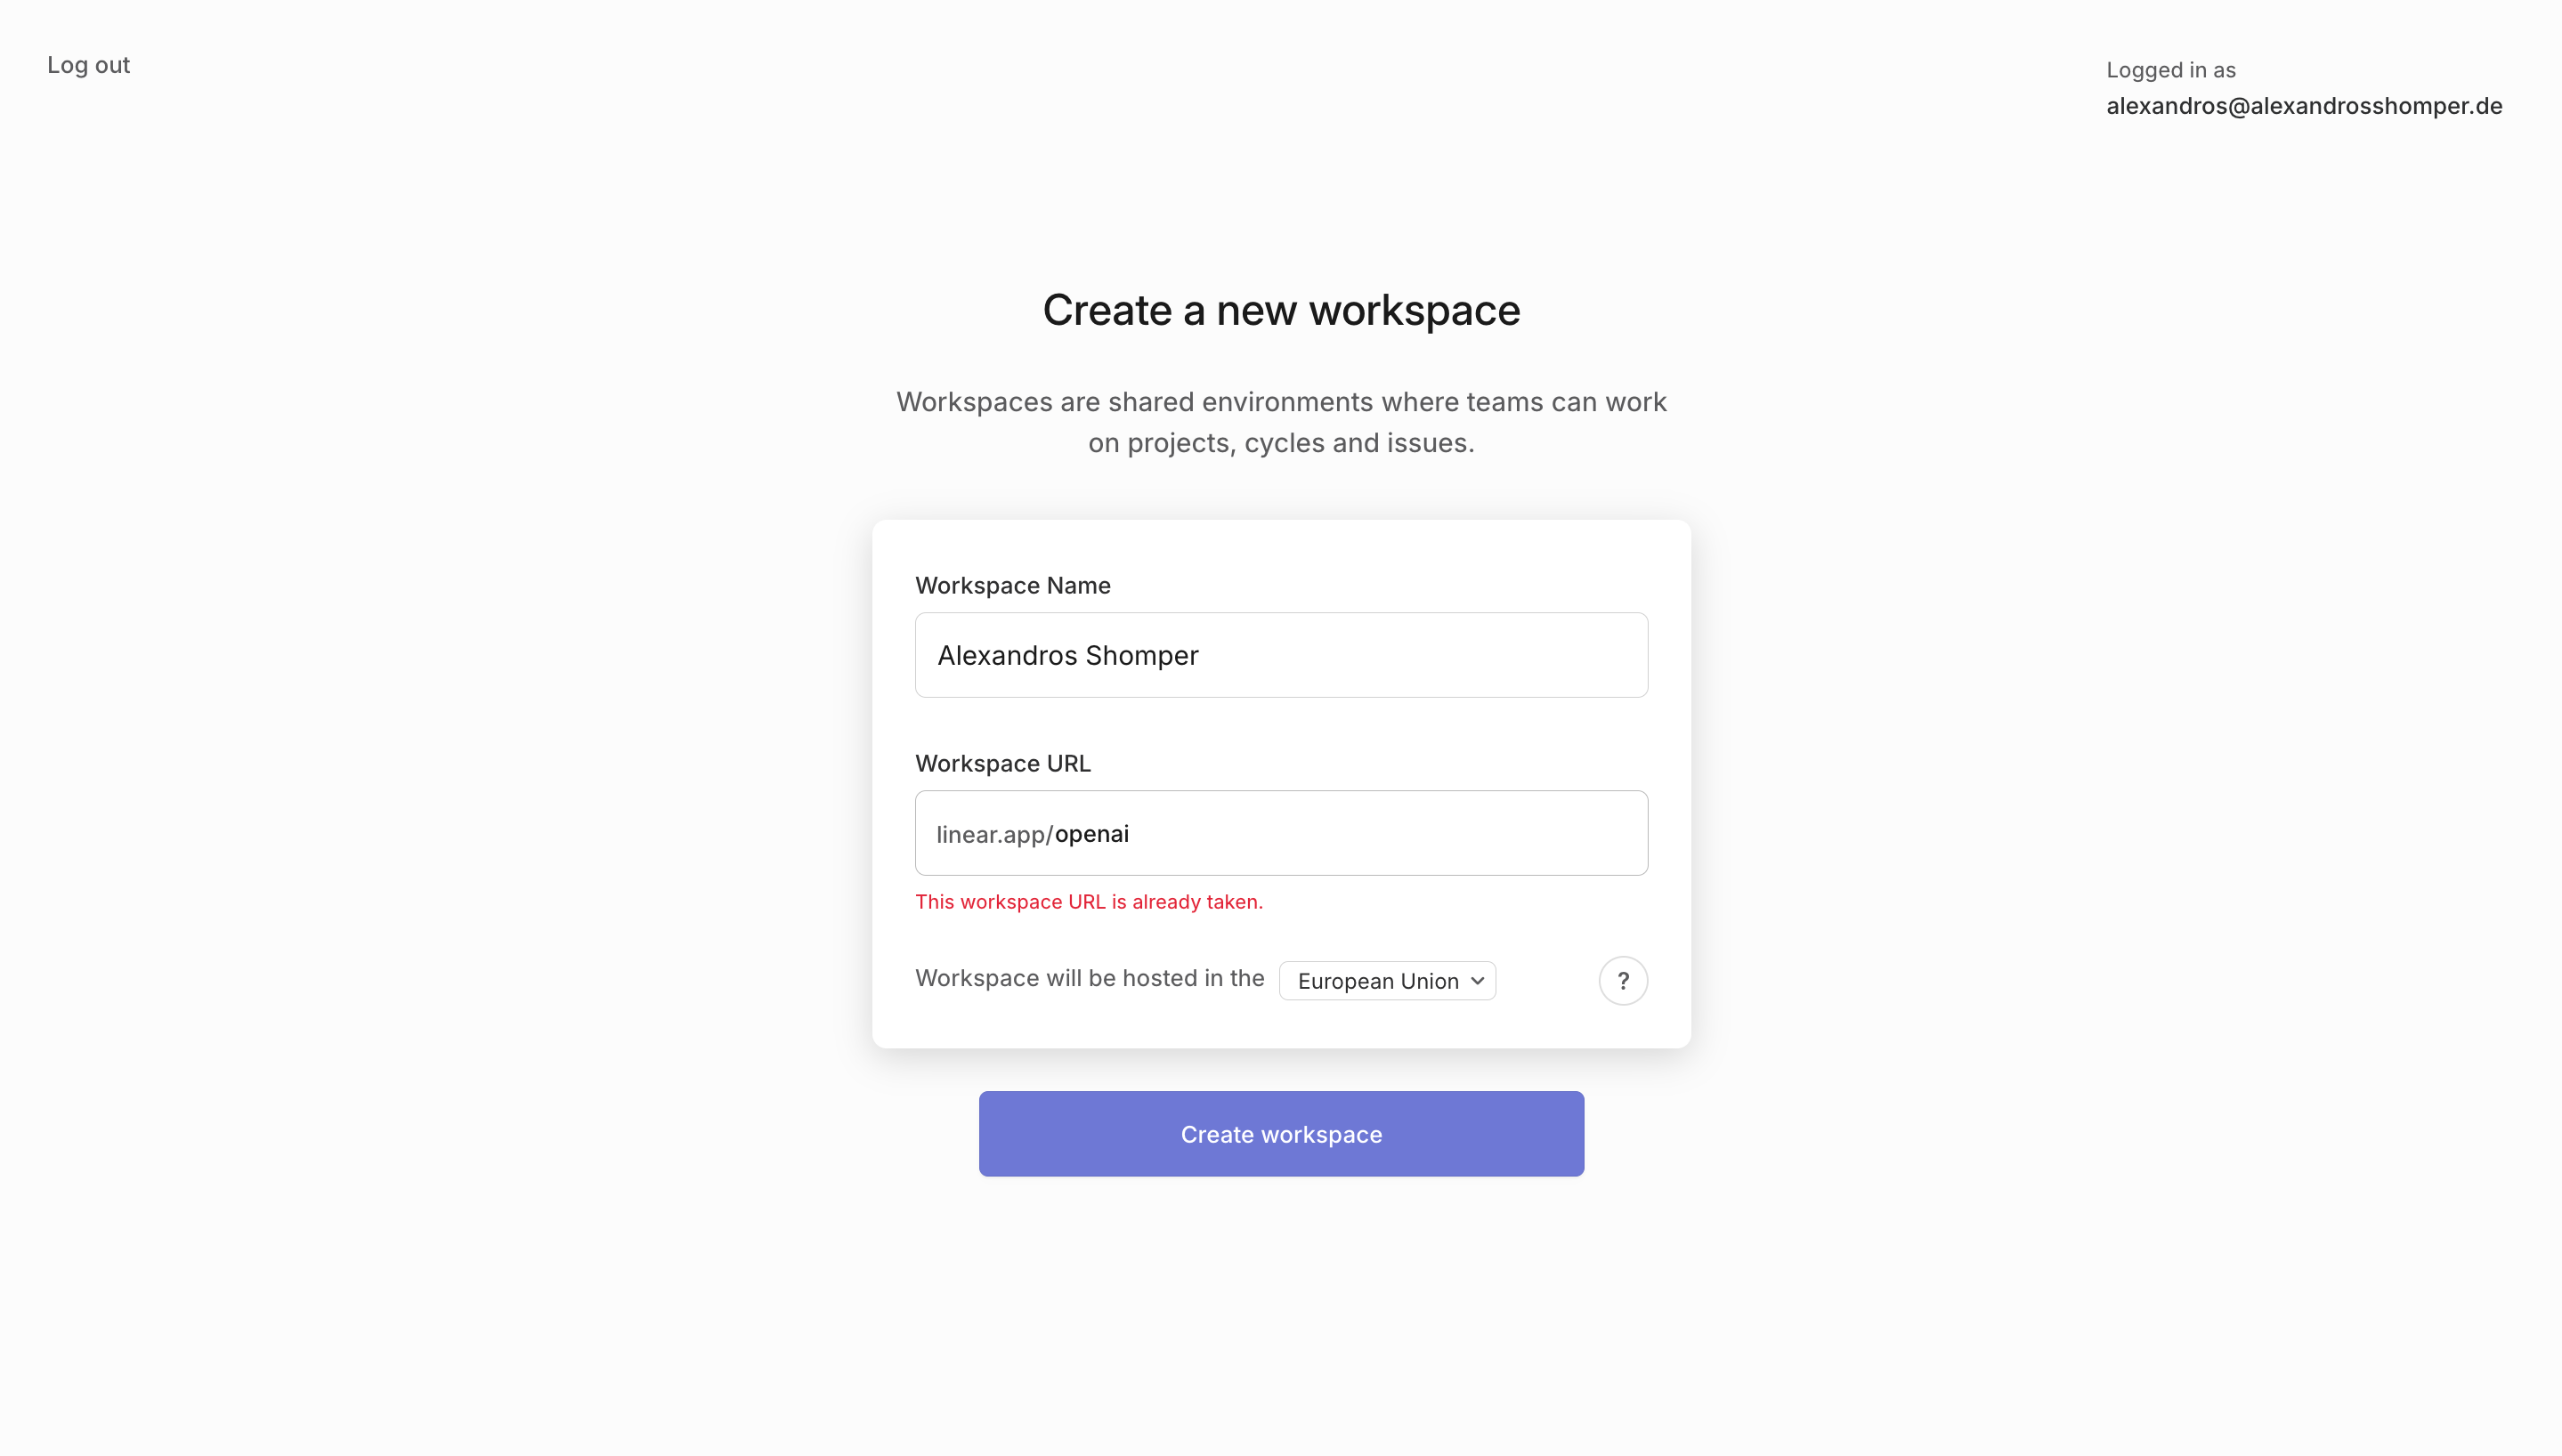 Log out
Logged in as
alexandros@alexandrosshomper.de
Create a new workspace
Workspaces are shared environments where teams can work
on projects, cycles and issues.
Workspace Name
Alexandros Shomper
Workspace URL
linear.app/openai
This workspace URL is already taken.
Workspace will be hosted in the European Union ?
Create workspace